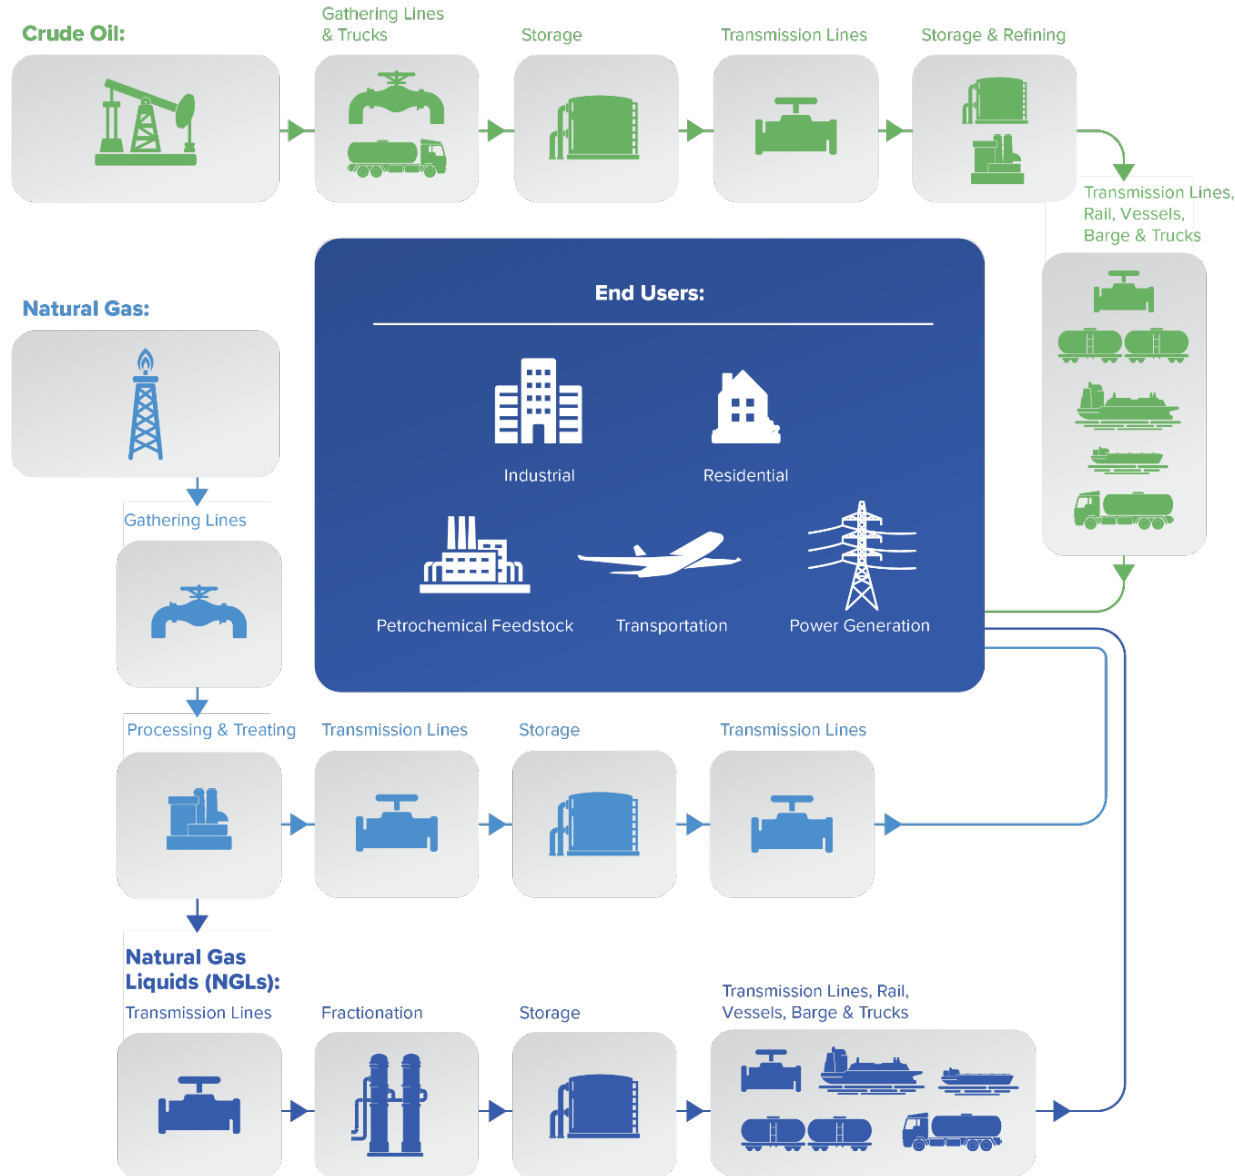 Crude Oil:
Gathering Lines
& Trucks
Storage
Transmission Lines
Storage & Refining
Transmission Lines,
Rail, Vessels,
Barge & Trucks
End Users:
Industrial
Residential
Petrochemical Feedstock
Transportation
Power Generation
Natural Gas:
Gathering Lines
Processing & Treating
Transmission Lines
Storage
Transmission Lines
Natural Gas
Liquids (NGLs):
Transmission Lines
Fractionation
Storage
Transmission Lines, Rail,
Vessels, Barge & Trucks